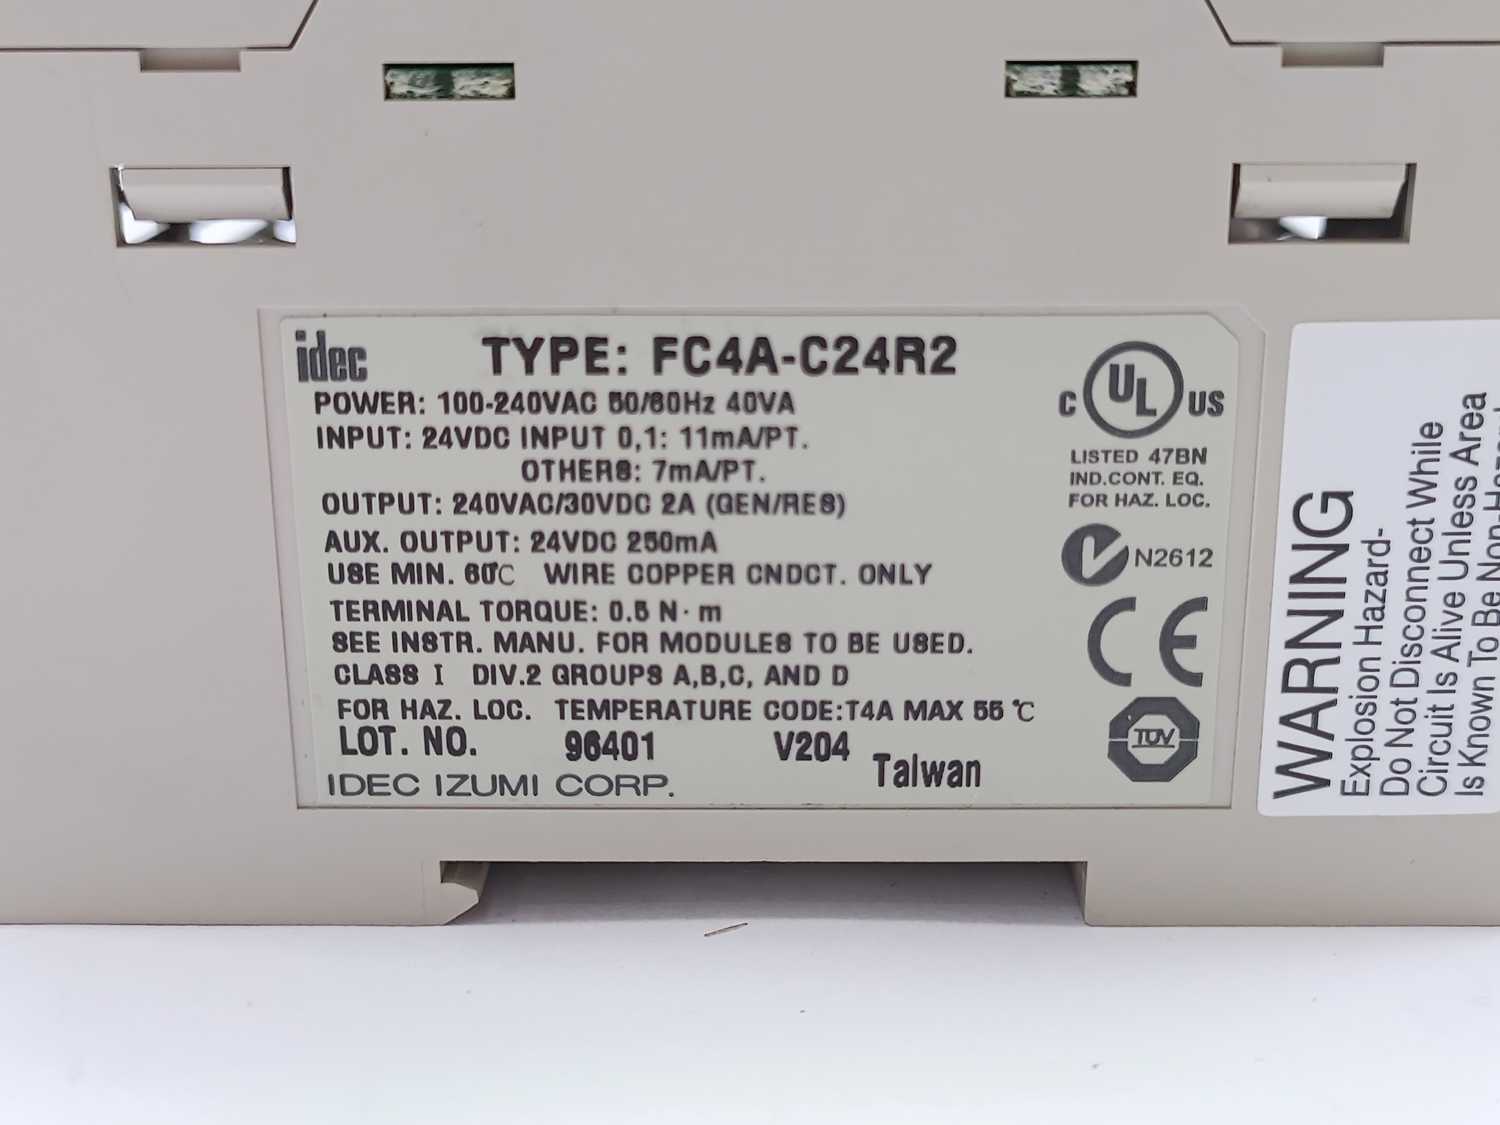 idec
TYPE: FC4A-C24R2
POWER: 100-240VAC 50/60Hz 40VA
INPUT: 24VDC INPUT 0,1: 11mA/PT.
OTHERS: 7mA/PT.
OUTPUT: 240VAC/30VDC 2A (GEN/RES)
AUX. OUTPUT: 24VDC 250mA
USE MIN. 60℃ WIRE COPPER CNDCT. ONLY
TERMINAL TORQUE: 0.5 N·m
SEE INSTR. MANU. FOR MODULES TO BE USED.
CLASS I DIV.2 GROUPS A,B,C, AND D
FOR HAZ. LOC. TEMPERATURE CODE:T4A MAX 55 ℃
LOT. NO. 96401 V204
Taiwan
IDEC IZUMI CORP.
C UL US
LISTED 47BN
IND.CONT. EQ.
FOR HAZ. LOC.
N2612
CE
TÜV
WARNING
Explosion Hazard-
Do Not Disconnect While
Circuit Is Alive Unless Area
Is Known To Be